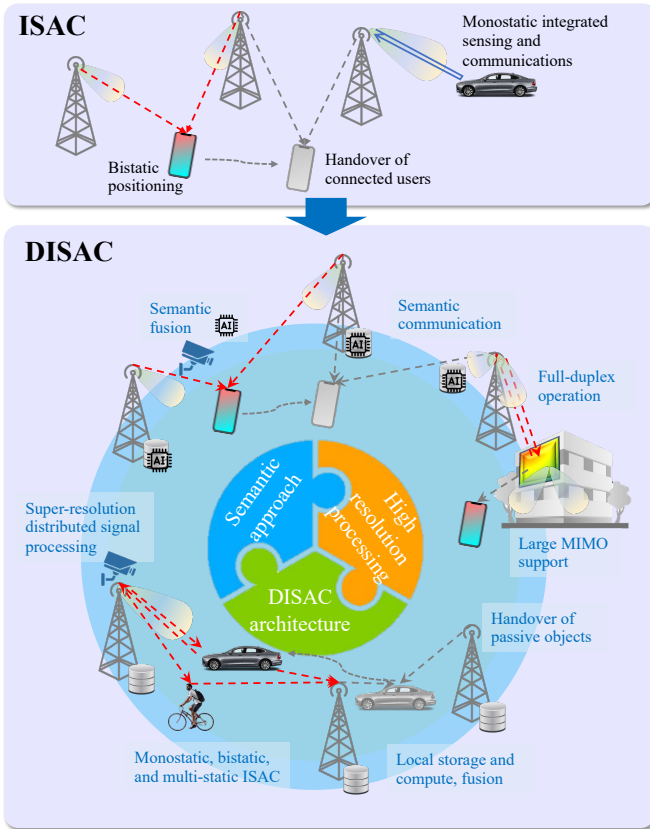 ISAC
Monostatic integrated
sensing and
communications
Bistatic
positioning
Handover of
connected users
DISAC
Semantic
fusion
AI
Semantic
communication
AI
AI
Full-duplex
operation
AI
Super-resolution
distributed signal
processing
Semantic
approach
High
resolution
processing
DISAC
architecture
Large MIMO
support
Handover of
passive objects
Monostatic, bistatic,
and multi-static ISAC
Local storage and
compute, fusion